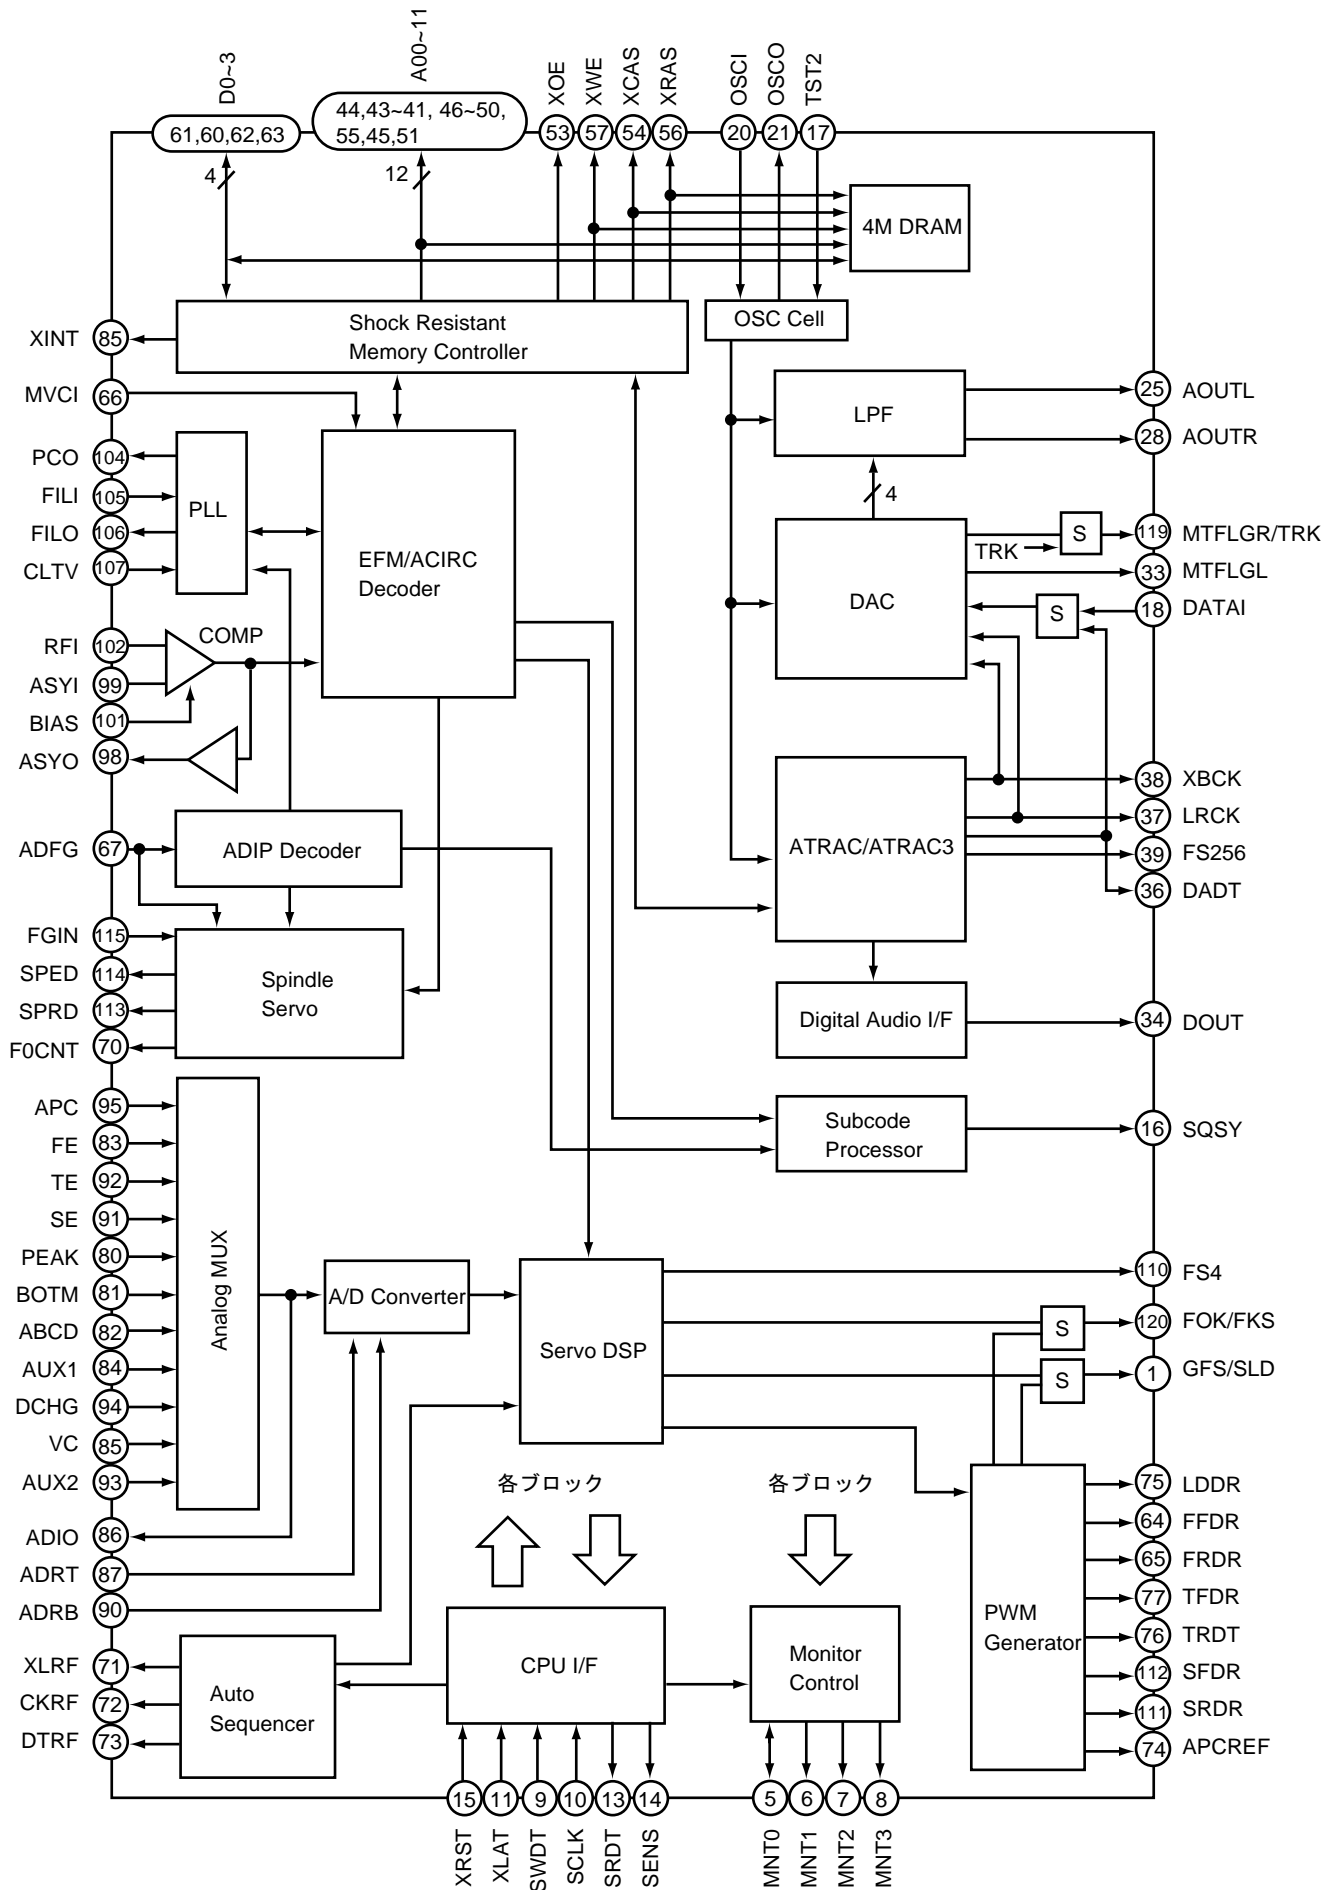 D0~3
A00~11
XOE
XWE
XCAS
XRAS
OSCI
OSCO
TST2
61,60,62,63
44,43~41, 46~50,
55,45,51
53
57
54
56
20
21
17
4
12
4M DRAM
Shock Resistant
Memory Controller
OSC Cell
XINT
85
MVCI
66
PCO
104
FILI
105
FILO
106
CLTV
107
PLL
EFM/ACIRC
Decoder
LPF
25
AOUTL
28
AOUTR
4
DAC
TRK
S
119
MTFLGR/TRK
33
MTFLGL
S
18
DATAI
RFI
102
COMP
ASYI
99
BIAS
101
ASYO
98
ATRAC/ATRAC3
38
XBCK
37
LRCK
39
FS256
36
DADT
ADFG
67
ADIP Decoder
FGIN
115
SPED
114
SPRD
113
F0CNT
70
Spindle
Servo
Digital Audio I/F
34
DOUT
Subcode
Processor
16
SQSY
APC
95
FE
83
TE
92
SE
91
PEAK
80
BOTM
81
ABCD
82
AUX1
84
DCHG
94
VC
85
AUX2
93
Analog MUX
A/D Converter
Servo DSP
110
FS4
S
120
FOK/FKS
S
1
GFS/SLD
ADIO
86
ADRT
87
ADRB
90
各ブロック
各ブロック
PWM
Generator
75
LDDR
64
FFDR
65
FRDR
77
TFDR
76
TRDT
112
SFDR
111
SRDR
74
APCREF
XLRF
71
CKRF
72
DTRF
73
Auto
Sequencer
CPU I/F
Monitor
Control
15
11
9
10
13
14
5
6
7
8
XRST
XLAT
SWDT
SCLK
SRDT
SENS
MNT0
MNT1
MNT2
MNT3